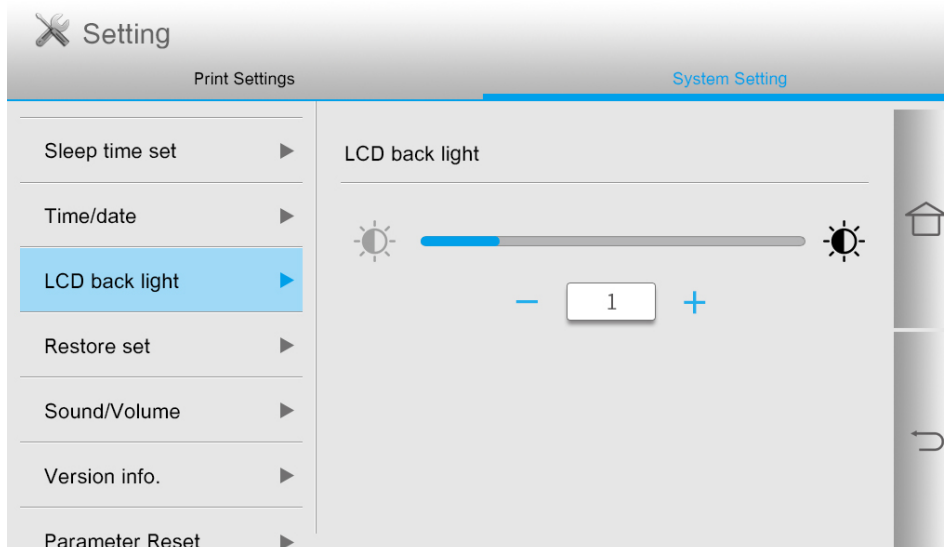 Setting
Print Settings
System Setting
Sleep time set
Time/date
LCD back light
Restore set
Sound/Volume
Version info.
Parameter Reset
LCD back light
1